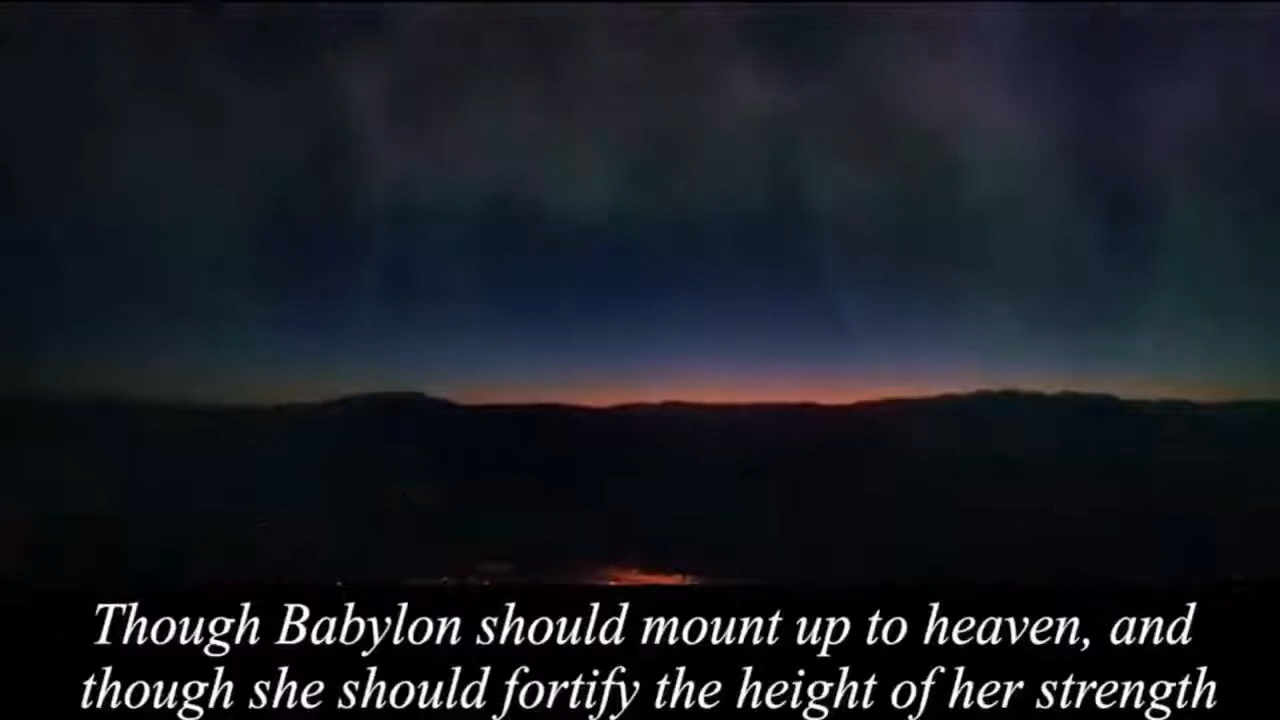 Though Babylon should mount up to heaven, and
though she should fortify the height of her strength